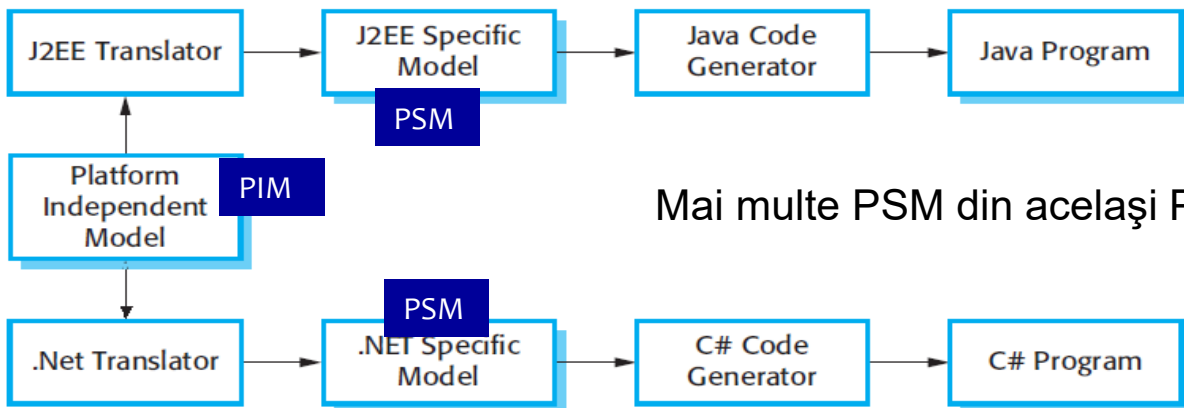 J2EE Translator
J2EE Specific
Model
PSM
Java Code
Generator
Java Program
Platform
Independent
Model
PIM
Mai multe PSM din acelaşi P
.Net Translator
PSM
.NET Specific
Model
C# Code
Generator
C# Program